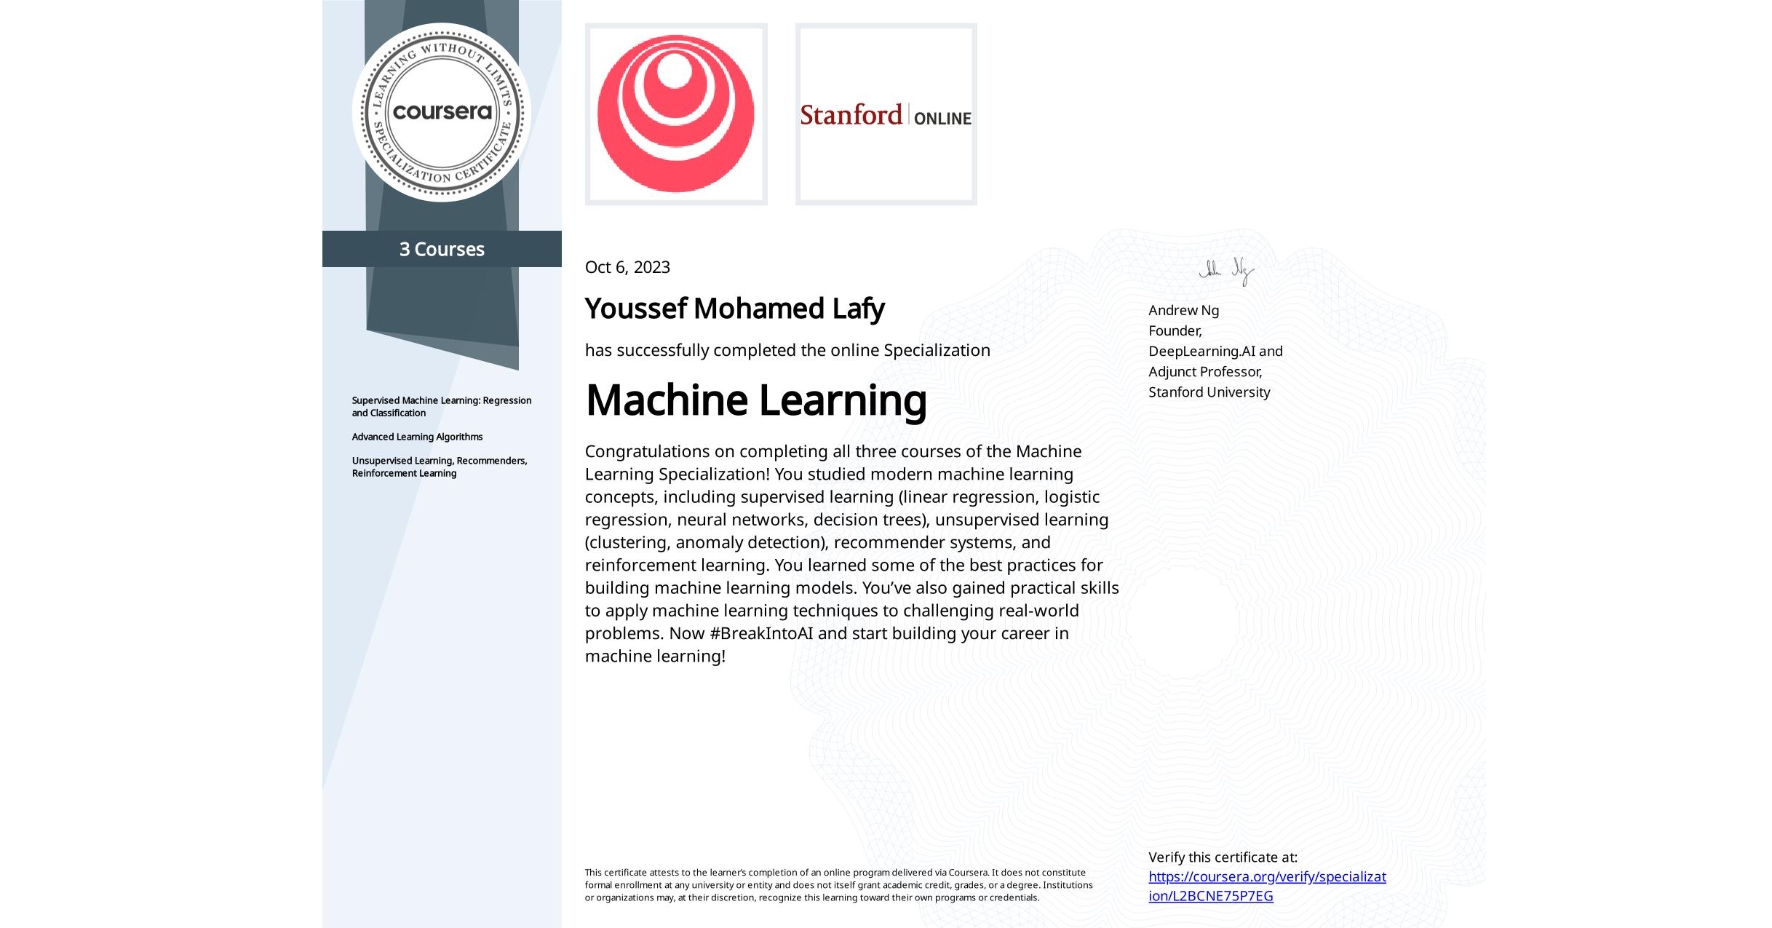 LEARNING WITHOUT LIMITS
coursera
SPECIALIZATION CERTIFICATE
3 Courses
Supervised Machine Learning: Regression
and Classification
Advanced Learning Algorithms
Unsupervised Learning, Recommenders,
Reinforcement Learning
Stanford | ONLINE
Oct 6, 2023
Youssef Mohamed Lafy
has successfully completed the online Specialization
Machine Learning
Congratulations on completing all three courses of the Machine
Learning Specialization! You studied modern machine learning
concepts, including supervised learning (linear regression, logistic
regression, neural networks, decision trees), unsupervised learning
(clustering, anomaly detection), recommender systems, and
reinforcement learning. You learned some of the best practices for
building machine learning models. You’ve also gained practical skills
to apply machine learning techniques to challenging real-world
problems. Now #BreakIntoAI and start building your career in
machine learning!
Andrew Ng
Founder,
DeepLearning.AI and
Adjunct Professor,
Stanford University
This certificate attests to the learner's completion of an online program delivered via Coursera. It does not constitute
formal enrollment at any university or entity and does not itself grant academic credit, grades, or a degree. Institutions
or organizations may, at their discretion, recognize this learning toward their own programs or credentials.
Verify this certificate at:
https://coursera.org/verify/specializat
ion/L2BCNE75P7EG